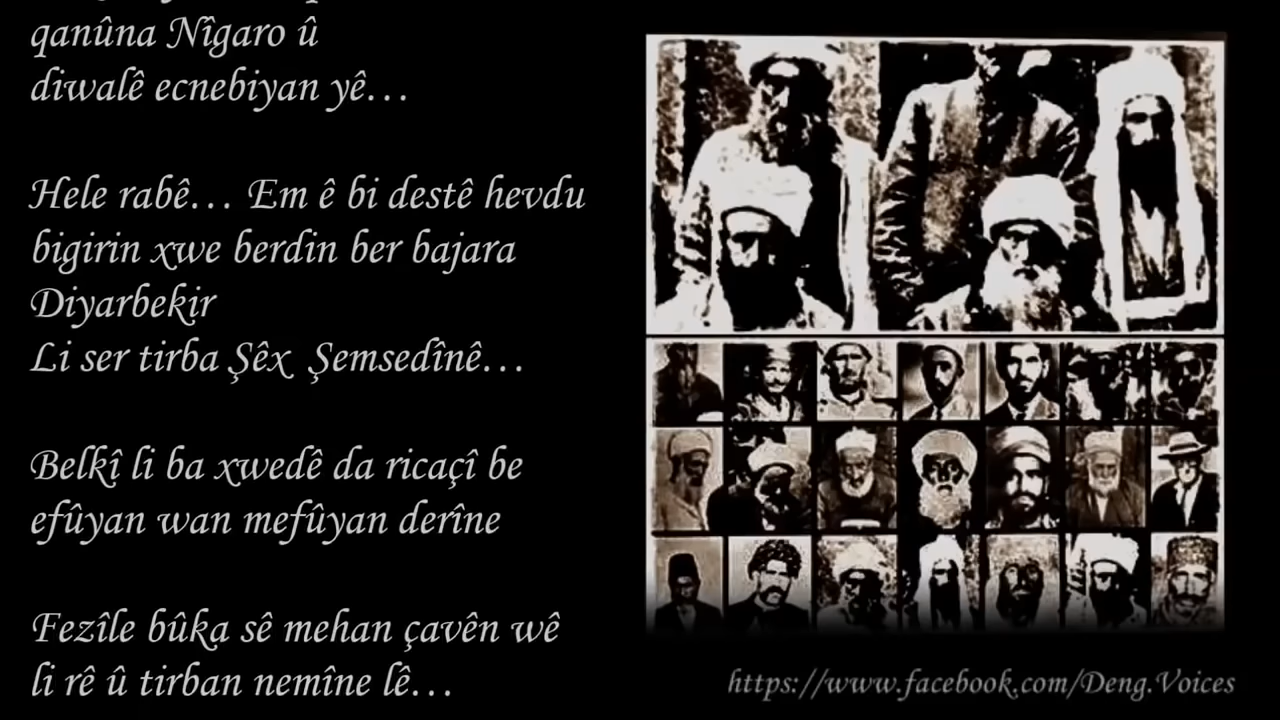 qanûna Nîgaro û
diwalê ecnebiyan yê...
Hele rabê... Em ê bi destê hevdu
bigirin xwe berdin ber bajara
Diyarbekir
Li ser tirba Şêx Şemsedînê...
Belkî li ba xwedê da ricaçî be
efûyan wan mefûyan derîne
Fezîle bûka sê mehan çavên wê
li rê û tirban nemîne lê...
https://www.facebook.com/Deng.Voices